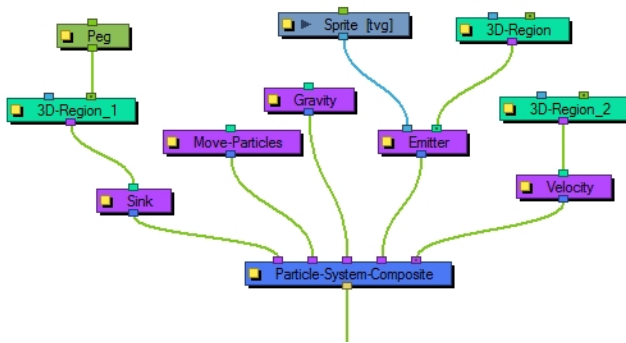 Peg
Sprite [tvg]
3D-Region
3D-Region_1
Gravity
3D-Region_2
Move-Particles
Emitter
Sink
Velocity
Particle-System-Composite